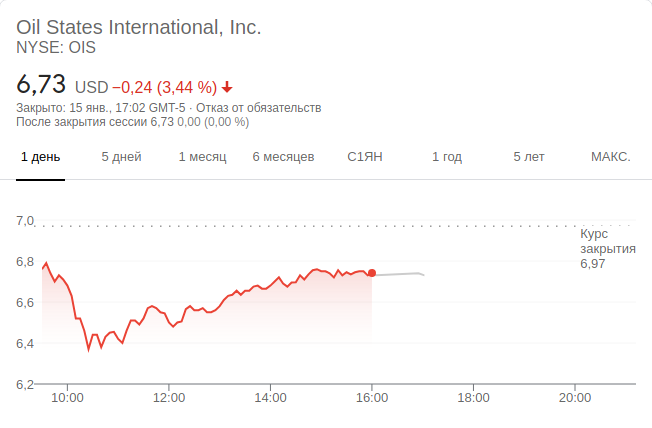 Oil States International, Inc.
NYSE: OIS
6,73 USD −0,24 (3,44 %)
Закрыто: 15 янв., 17:02 GMT-5 · Отказ от обязательств
После закрытия сессии 6,73 0,00 (0,00 %)
1 день 5 дней 1 месяц 6 месяцев С1ЯН 1 год 5 лет МАКС.
7,0
Курс
закрытия
6,97
6,8
6,6
6,4
6,2
10:00 12:00 14:00 16:00 18:00 20:00